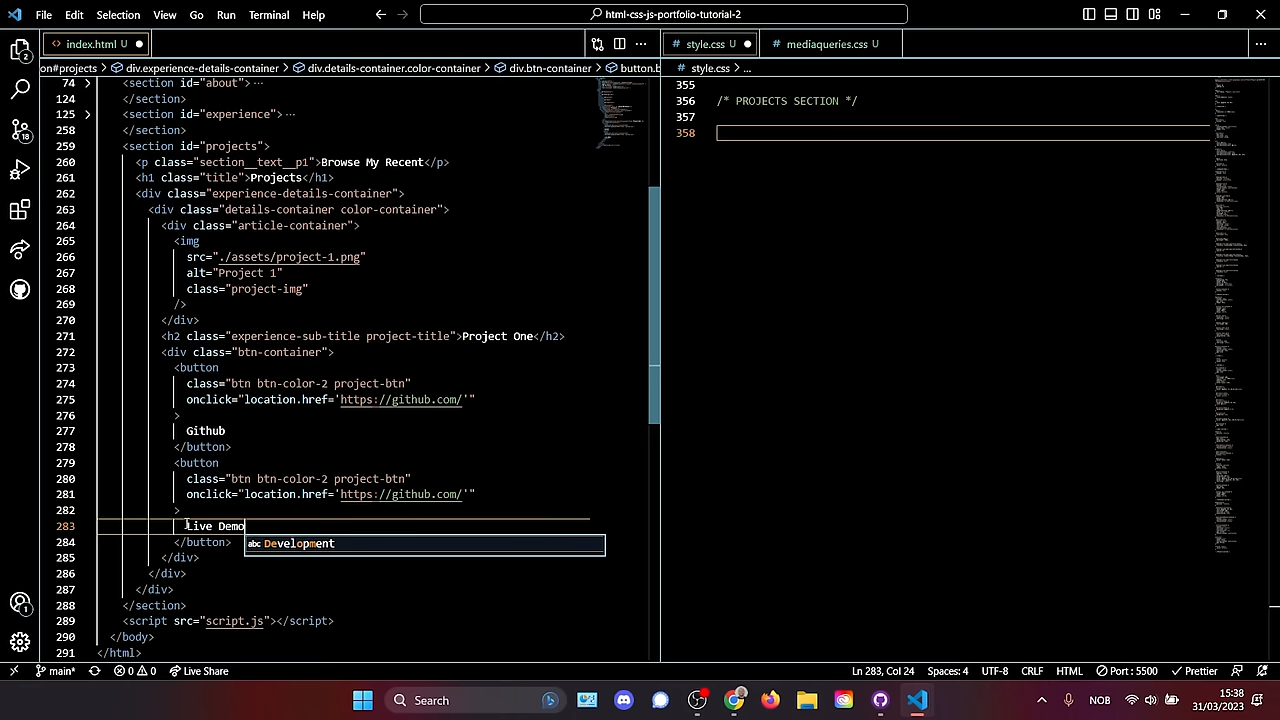 File Edit Selection View Go Run Terminal Help
html-css-js-portfolio-tutorial-2
index.html U
style.css U
mediaqueries.css U
on#projects > div.experience-details-container > div.details-container.color-container > div.btn-container > button.b
style.css > ...
74 <section id="about">
124 </section>
125 <section id="experience">
258 </section>
259 <section id="projects">
260 <p class="section__text__p1">Browse My Recent</p>
261 <h1 class="title">Projects</h1>
262 <div class="experience-details-container">
263 <div class="details-container color-container">
264 <div class="article-container">
265 <img
266 src="./assets/project-1.png"
267 alt="Project 1"
268 class="project-img"
269 />
270 </div>
271 <h2 class="experience-sub-title project-title">Project One</h2>
272 <div class="btn-container">
273 <button
274 class="btn btn-color-2 project-btn"
275 onclick="location.href='https://github.com/'"
276 >
277 Github
278 </button>
279 <button
280 class="btn btn-color-2 project-btn"
281 onclick="location.href='https://github.com/'"
282 >
283 Live Demo
284 </button>
abc Development
285 </div>
286 </div>
287 </div>
288 </section>
289 <script src="script.js"></script>
290 </body>
291 </html>
355
356 /* PROJECTS SECTION */
357
358
main* 0 0 Live Share
Ln 283, Col 24 Spaces: 4 UTF-8 CRLF HTML Port : 5500 Prettier
2
1
Search
NOB
15:38
31/03/2023